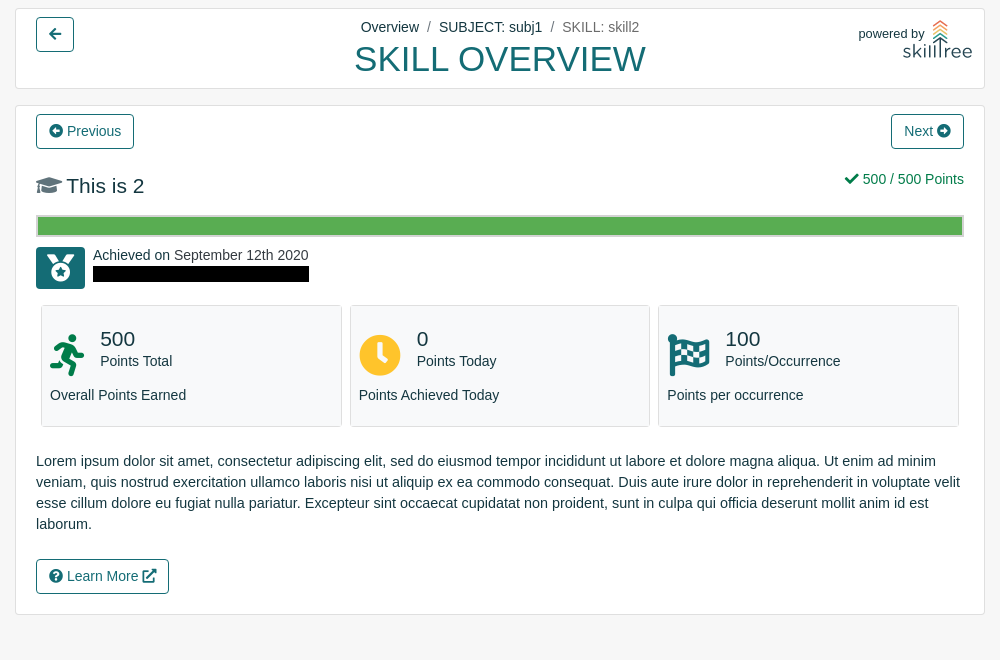 Overview / SUBJECT: subj1 / SKILL: skill2
SKILL OVERVIEW
powered by
skilltree
Previous
Next
This is 2
500 / 500 Points
Achieved on September 12th 2020
500
Points Total
Overall Points Earned
0
Points Today
Points Achieved Today
100
Points/Occurrence
Points per occurrence
Lorem ipsum dolor sit amet, consectetur adipiscing elit, sed do eiusmod tempor incididunt ut labore et dolore magna aliqua. Ut enim ad minim
veniam, quis nostrud exercitation ullamco laboris nisi ut aliquip ex ea commodo consequat. Duis aute irure dolor in reprehenderit in voluptate velit
esse cillum dolore eu fugiat nulla pariatur. Excepteur sint occaecat cupidatat non proident, sunt in culpa qui officia deserunt mollit anim id est
laborum.
Learn More